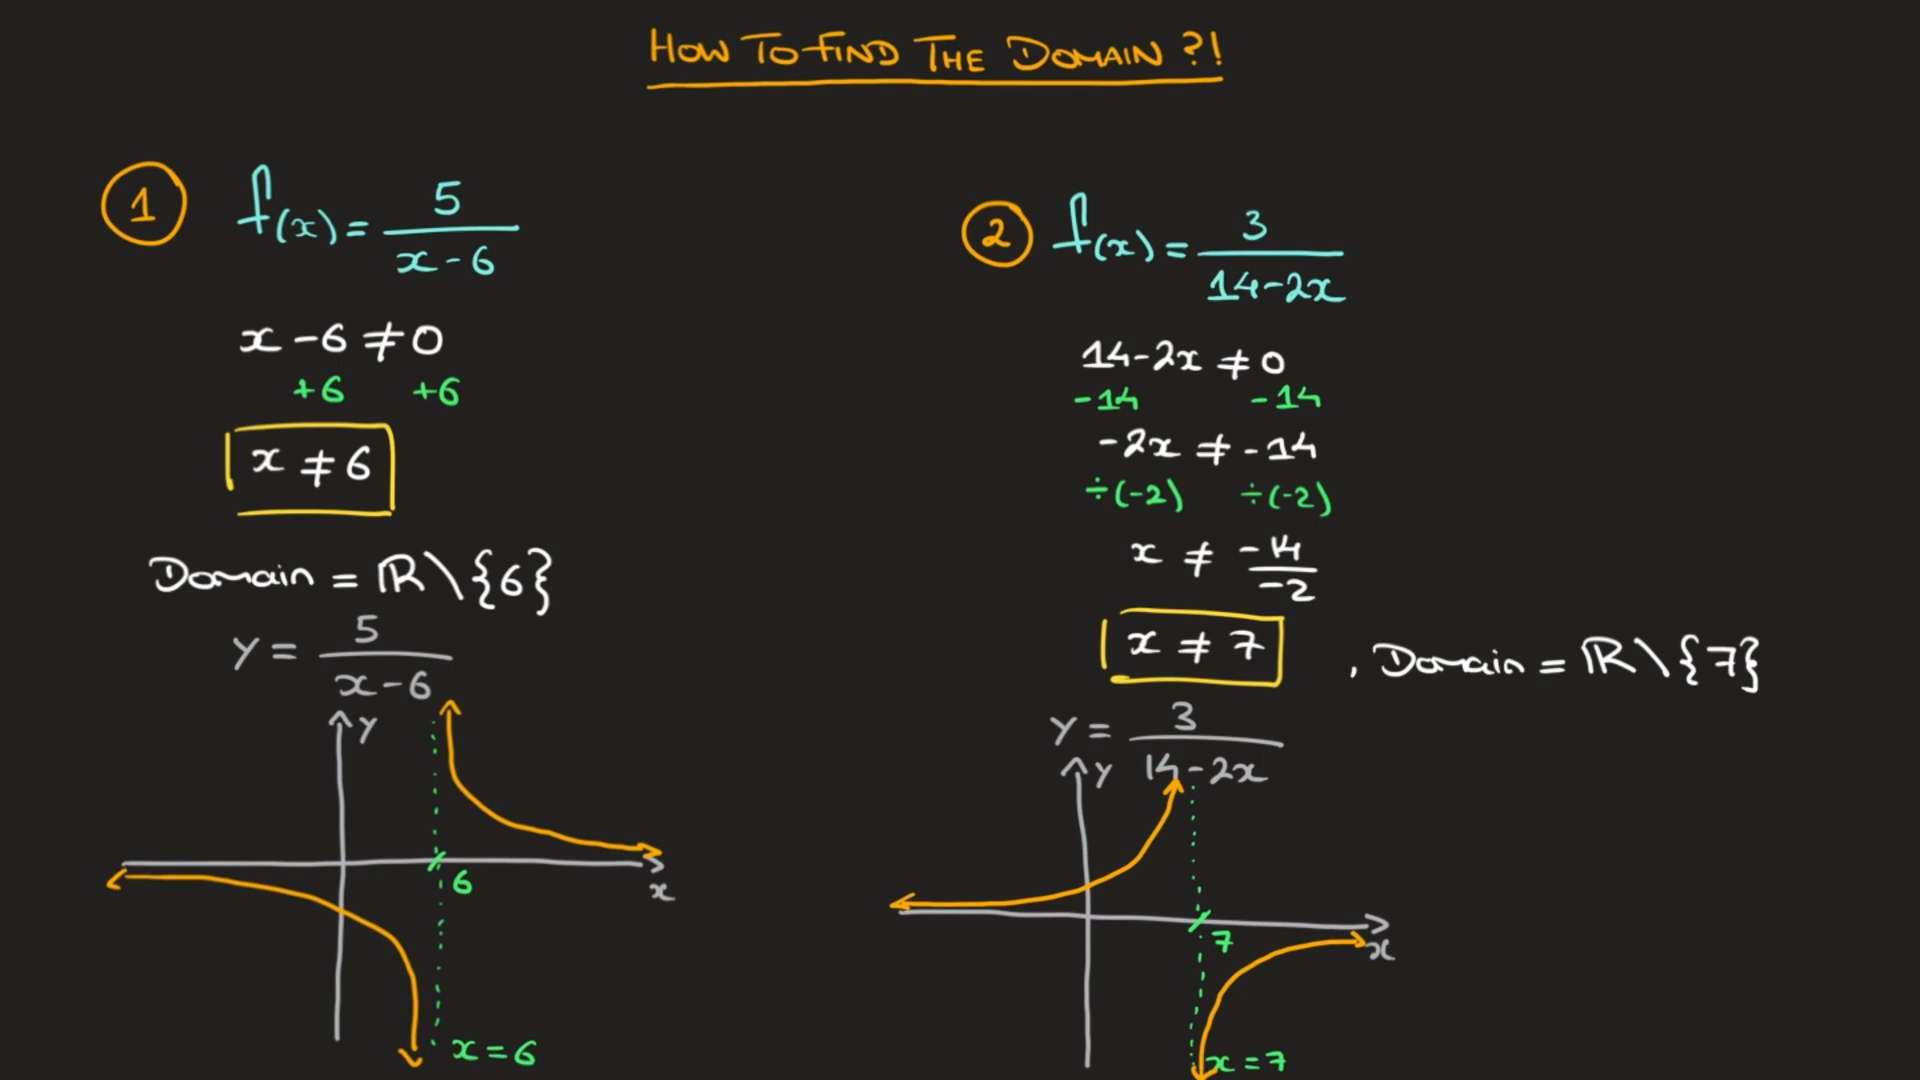 HOW TO FIND THE DOMAIN ?!
1
f(x) = 5 / (x - 6)
x - 6 ≠ 0
+6 +6
x ≠ 6
Domain = ℝ \ {6}
y = 5 / (x - 6)
y
6
x
x = 6
2
f(x) = 3 / (14 - 2x)
14 - 2x ≠ 0
-14 -14
-2x ≠ -14
÷(-2) ÷(-2)
x ≠ -14 / -2
x ≠ 7 , Domain = ℝ \ {7}
y = 3 / (14 - 2x)
y
7
x
x = 7